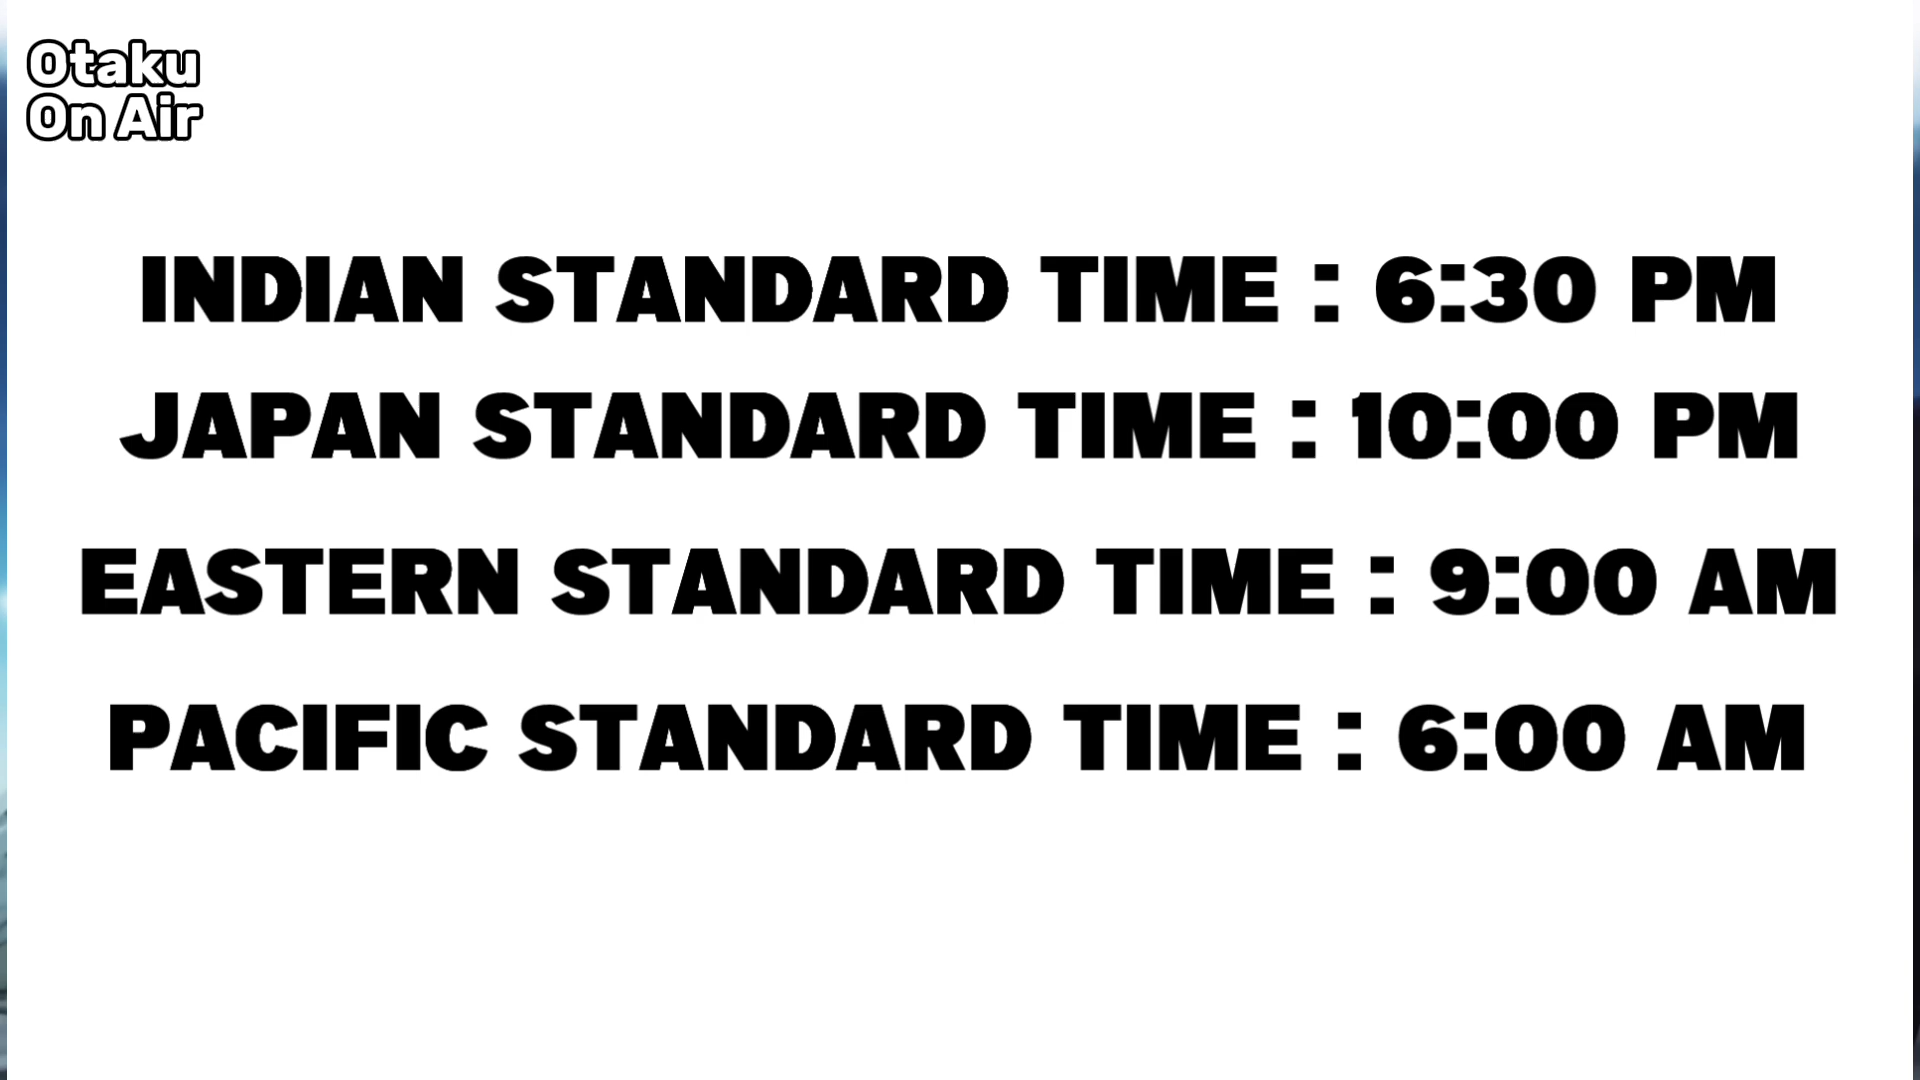 Otaku
On Air
INDIAN STANDARD TIME : 6:30 PM
JAPAN STANDARD TIME : 10:00 PM
EASTERN STANDARD TIME : 9:00 AM
PACIFIC STANDARD TIME : 6:00 AM